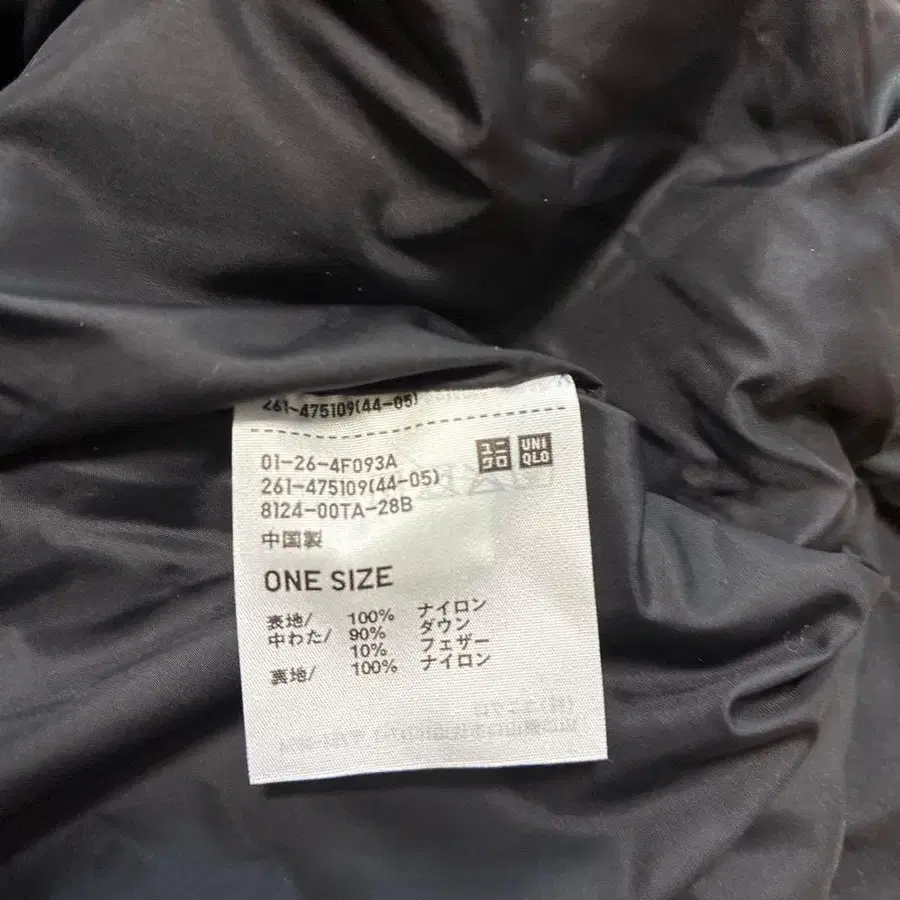 261-475109(44-05)
ユニクロ UNIQLO
01-26-4F093A
261-475109(44-05)
8124-00TA-28B
中国製
ONE SIZE
表地/ 100% ナイロン
中わた/ 90% ダウン
10% フェザー
裏地/ 100% ナイロン